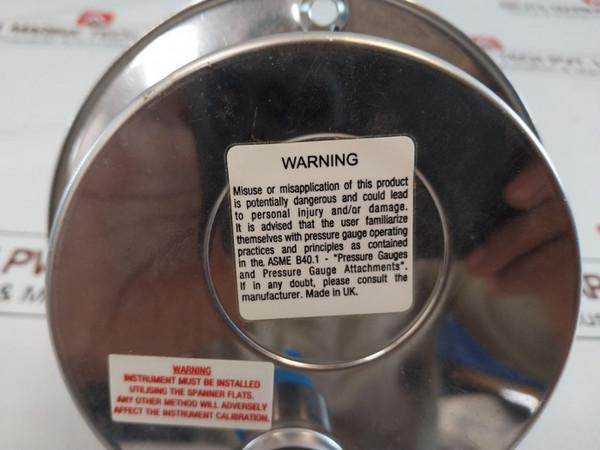 WARNING
Misuse or misapplication of this product
is potentially dangerous and could lead
to personal injury and/or damage.
It is advised that the user familiarize
themselves with pressure gauge operating
practices and principles as contained
in the. ASME B40.1 - "Pressure Gauges
and Pressure Gauge Attachments".
If in any doubt, please consult the
manufacturer. Made in UK.
WARNING
INSTRUMENT MUST BE INSTALLED
UTILISING THE SPANNER FLATS.
ANY OTHER METHOD WILL ADVERSELY
AFFECT THE INSTRUMENT CALIBRATION.